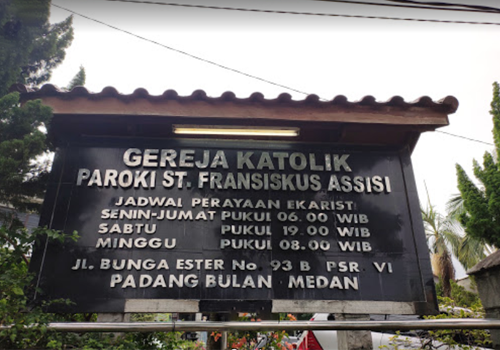 GEREJA KATOLIK
PAROKI ST. FRANSISKUS ASSISI
JADWAL PERAYAAN EKARIST
SENIN-JUMAT PUKUL 06.00 WIB
SABTU PUKUL 19.00 WIB
MINGGU PUKUL 08.00 WIB
JL. BUNGA ESTER No. 93 B PSR. VI
PADANG BULAN MEDAN